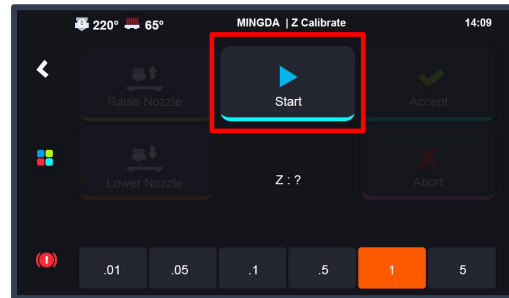 220° 65° MINGDA | Z Calibrate 14:09
Raise Nozzle Start Accept
Lower Nozzle Z : ? Abort
.01 .05 .1 .5 1 5